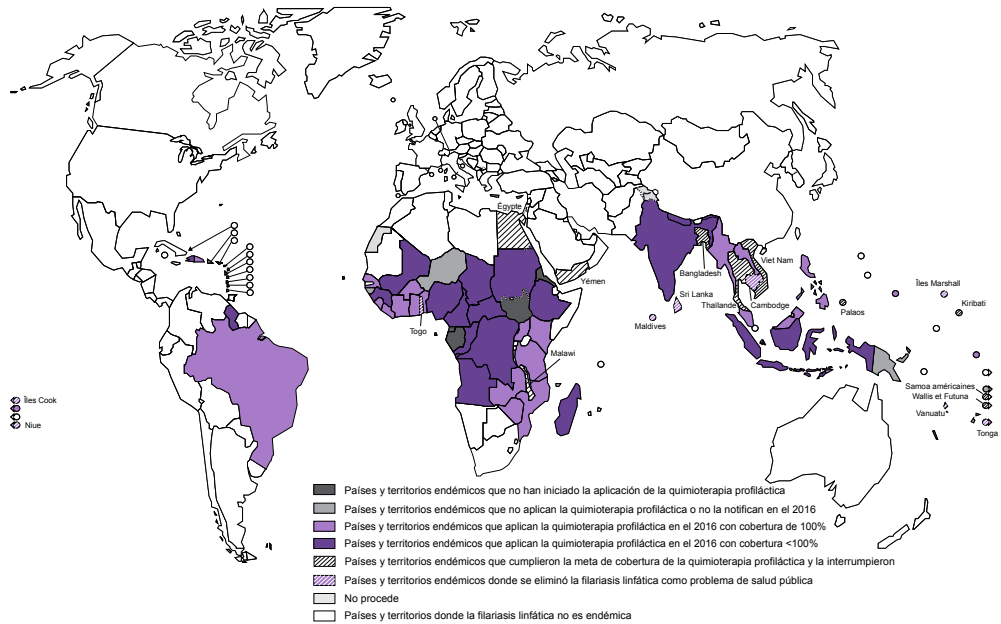 Égypte
Yémen
Bangladesh
Viet Nam
Sri Lanka
Thaïlande
Cambodge
Maldives
Palaos
Îles Marshall
Kiribati
Togo
Malawi
Samoa américaines
Wallis et Futuna
Vanuatu
Tonga
Îles Cook
Niue
Países y territorios endémicos que no han iniciado la aplicación de la quimioterapia profiláctica
Países y territorios endémicos que no aplican la quimioterapia profiláctica o no la notifican en el 2016
Países y territorios endémicos que aplican la quimioterapia profiláctica en el 2016 con cobertura de 100%
Países y territorios endémicos que aplican la quimioterapia profiláctica en el 2016 con cobertura <100%
Países y territorios endémicos que cumplieron la meta de cobertura de la quimioterapia profiláctica y la interrumpieron
Países y territorios endémicos donde se eliminó la filariasis linfática como problema de salud pública
No procede
Países y territorios donde la filariasis linfática no es endémica